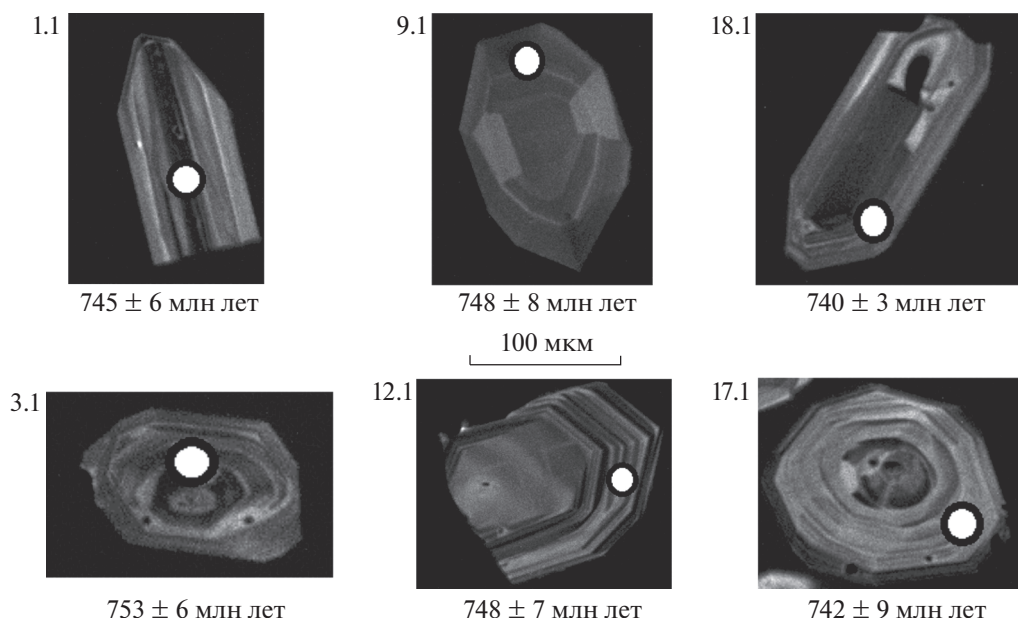 1.1
9.1
18.1
745 ± 6 млн лет
748 ± 8 млн лет
740 ± 3 млн лет
100 мкм
3.1
12.1
17.1
753 ± 6 млн лет
748 ± 7 млн лет
742 ± 9 млн лет